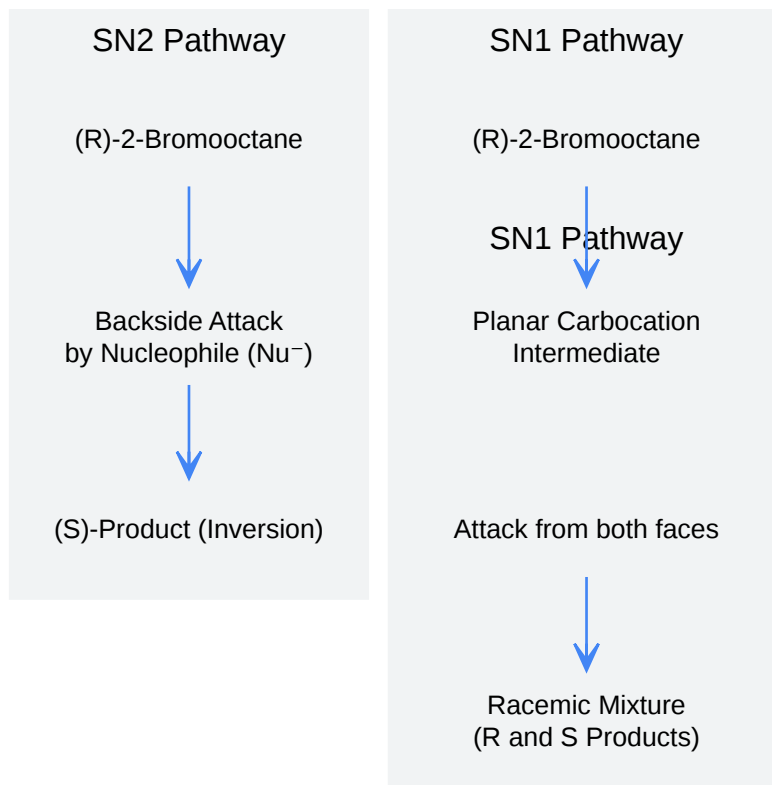 SN2 Pathway
(R)-2-Bromooctane
Backside Attack
by Nucleophile (Nu⁻)
(S)-Product (Inversion)
SN1 Pathway
(R)-2-Bromooctane
SN1 Pathway
Planar Carbocation
Intermediate
Attack from both faces
Racemic Mixture
(R and S Products)